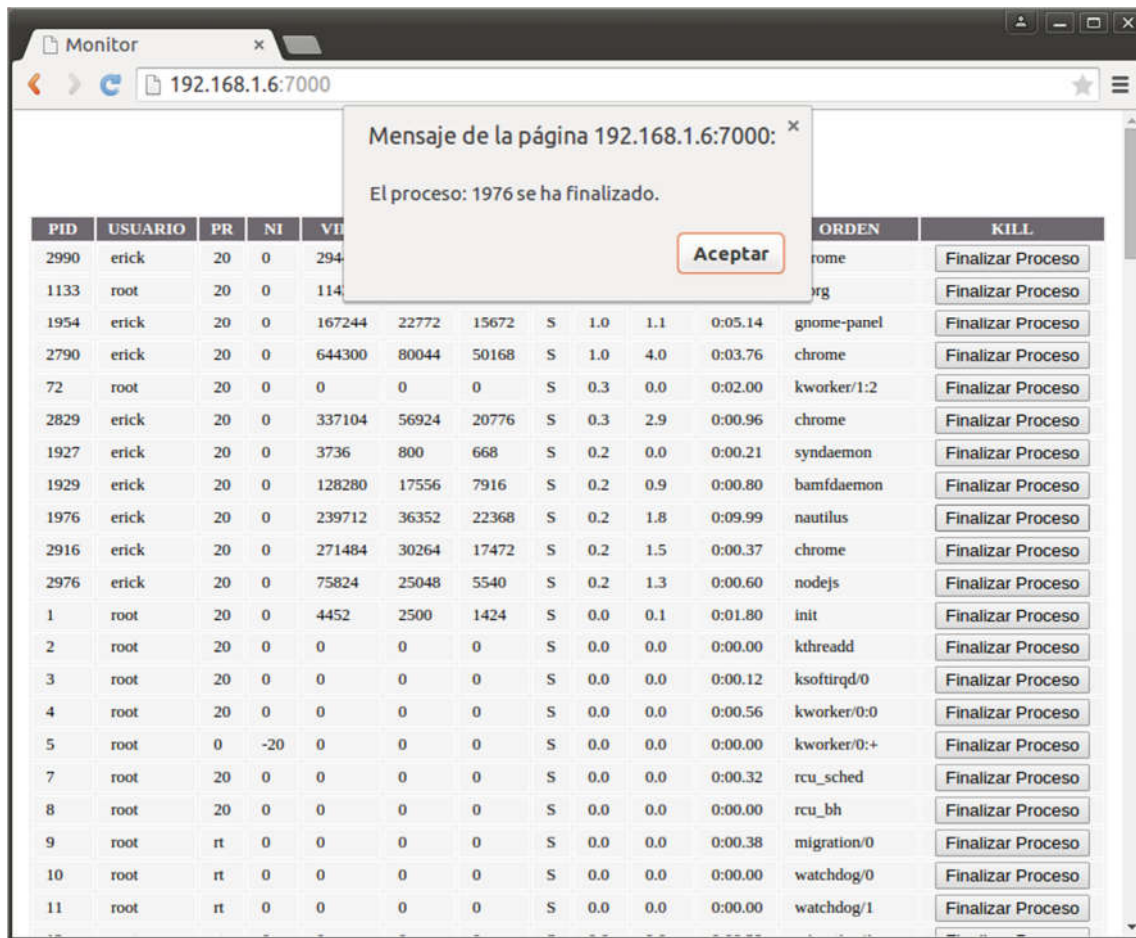 Monitor
192.168.1.6:7000
Mensaje de la página 192.168.1.6:7000:
El proceso: 1976 se ha finalizado.
Aceptar
PID USUARIO PR NI ORDEN KILL
2990 erick 20 0 Finalizar Proceso
1133 root 20 0 Finalizar Proceso
1954 erick 20 0 167244 22772 15672 S 1.0 1.1 0:05.14 gnome-panel Finalizar Proceso
2790 erick 20 0 644300 80044 50168 S 1.0 4.0 0:03.76 chrome Finalizar Proceso
72 root 20 0 0 0 0 S 0.3 0.0 0:02.00 kworker/1:2 Finalizar Proceso
2829 erick 20 0 337104 56924 20776 S 0.3 2.9 0:00.96 chrome Finalizar Proceso
1927 erick 20 0 3736 800 668 S 0.2 0.0 0:00.21 syndaemon Finalizar Proceso
1929 erick 20 0 128280 17556 7916 S 0.2 0.9 0:00.80 bamfdaemon Finalizar Proceso
1976 erick 20 0 239712 36352 22368 S 0.2 1.8 0:09.99 nautilus Finalizar Proceso
2916 erick 20 0 271484 30264 17472 S 0.2 1.5 0:00.37 chrome Finalizar Proceso
2976 erick 20 0 75824 25048 5540 S 0.2 1.3 0:00.60 nodejs Finalizar Proceso
1 root 20 0 4452 2500 1424 S 0.0 0.1 0:01.80 init Finalizar Proceso
2 root 20 0 0 0 0 S 0.0 0.0 0:00.00 kthreadd Finalizar Proceso
3 root 20 0 0 0 0 S 0.0 0.0 0:00.12 ksoftirqd/0 Finalizar Proceso
4 root 20 0 0 0 0 S 0.0 0.0 0:00.56 kworker/0:0 Finalizar Proceso
5 root 0 -20 0 0 0 S 0.0 0.0 0:00.00 kworker/0:+ Finalizar Proceso
7 root 20 0 0 0 0 S 0.0 0.0 0:00.32 rcu_sched Finalizar Proceso
8 root 20 0 0 0 0 S 0.0 0.0 0:00.00 rcu_bh Finalizar Proceso
9 root rt 0 0 0 0 S 0.0 0.0 0:00.38 migration/0 Finalizar Proceso
10 root rt 0 0 0 0 S 0.0 0.0 0:00.00 watchdog/0 Finalizar Proceso
11 root rt 0 0 0 0 S 0.0 0.0 0:00.00 watchdog/1 Finalizar Proceso